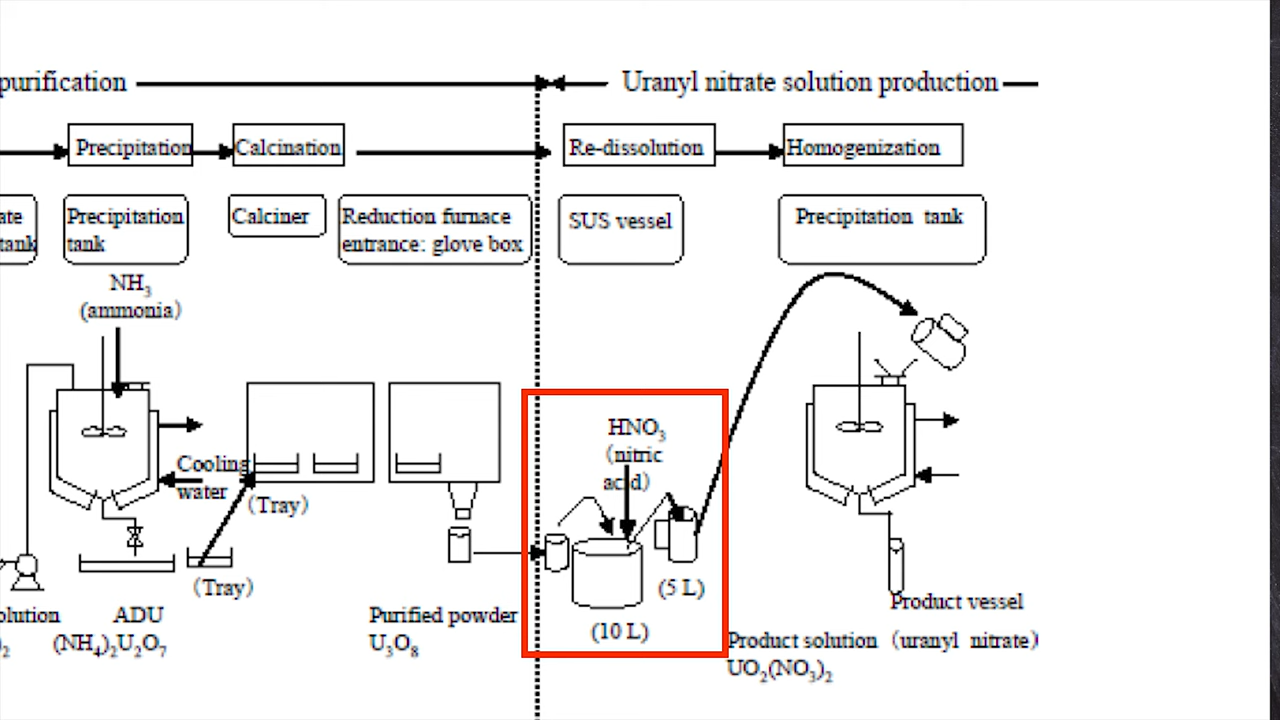 purification
Uranyl nitrate solution production
Precipitation
Calcination
Re-dissolution
Homogenization
ate
tank
Precipitation
tank
Calciner
Reduction furnace
entrance: glove box
SUS vessel
Precipitation tank
NH₃
(ammonia)
HNO₃
(nitric
acid)
Cooling
water
(Tray)
(Tray)
(5 L)
(10 L)
olution
₂
ADU
(NH₄)₂U₂O₇
Purified powder
U₃O₈
Product vessel
Product solution (uranyl nitrate)
UO₂(NO₃)₂